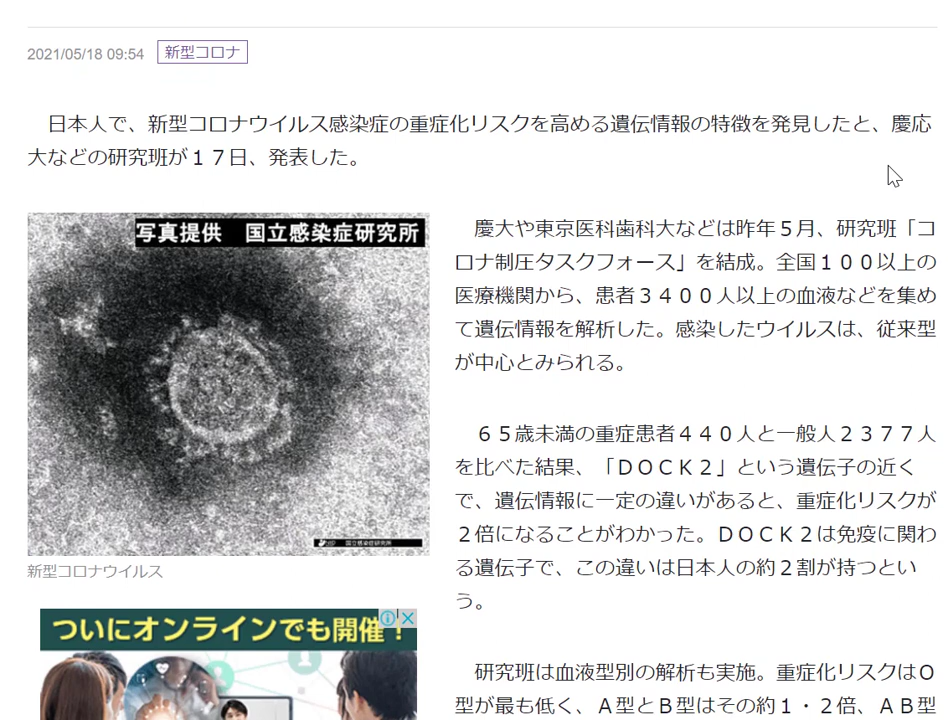 2021/05/18 09:54 新型コロナ
日本人で、新型コロナウイルス感染症の重症化リスクを高める遺伝情報の特徴を発見したと、慶応
大などの研究班が１７日、発表した。
写真提供　国立感染症研究所
国立感染症研究所
新型コロナウイルス
ついにオンラインでも開催！
慶大や東京医科歯科大などは昨年５月、研究班「コ
ロナ制圧タスクフォース」を結成。全国１００以上の
医療機関から、患者３４００人以上の血液などを集め
て遺伝情報を解析した。感染したウイルスは、従来型
が中心とみられる。
６５歳未満の重症患者４４０人と一般人２３７７人
を比べた結果、「ＤＯＣＫ２」という遺伝子の近く
で、遺伝情報に一定の違いがあると、重症化リスクが
２倍になることがわかった。ＤＯＣＫ２は免疫に関わ
る遺伝子で、この違いは日本人の約２割が持つとい
う。
研究班は血液型別の解析も実施。重症化リスクはＯ
型が最も低く、Ａ型とＢ型はその約１・２倍、ＡＢ型